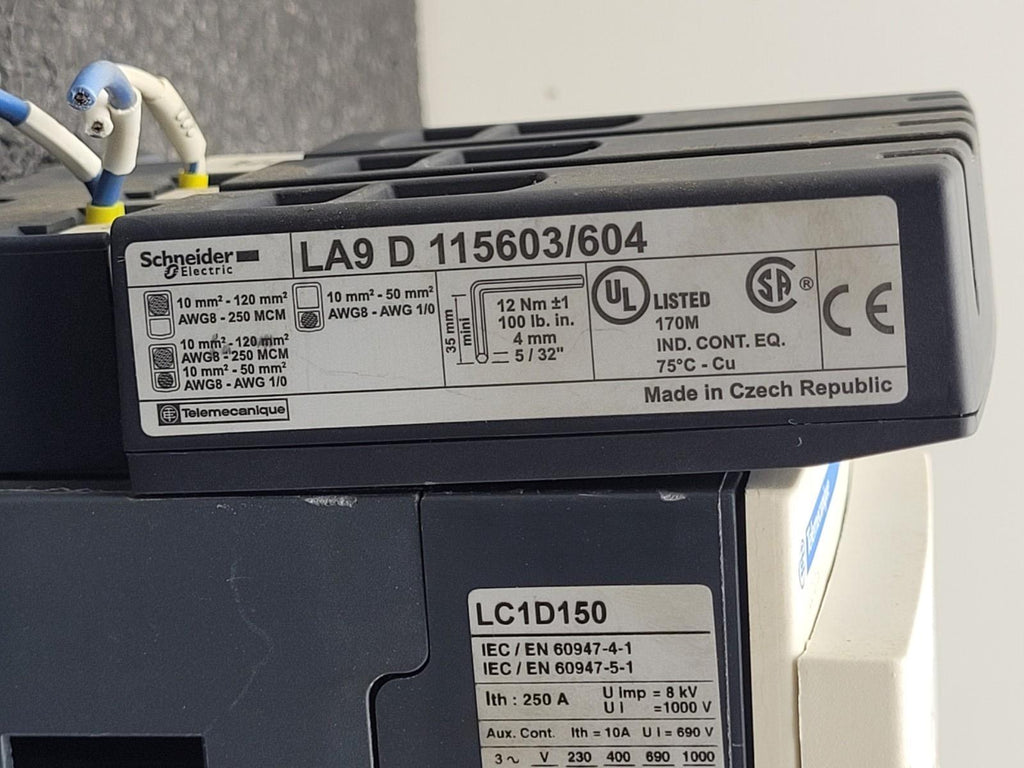 Schneider
Electric
LA9 D 115603/604
10 mm² - 120 mm²
AWG8 - 250 MCM
10 mm² - 120 mm²
AWG8 - 250 MCM
10 mm² - 50 mm²
AWG8 - AWG 1/0
10 mm² - 50 mm²
AWG8 - AWG 1/0
35 mm
mini
12 Nm ±1
100 lb. in.
4 mm
5 / 32"
UL LISTED
170M
IND. CONT. EQ.
75°C - Cu
SA ®
CE
Telemecanique
Made in Czech Republic
LC1D150
IEC / EN 60947-4-1
IEC / EN 60947-5-1
Ith : 250 A
U Imp = 8 kV
U I =1000 V
Aux. Cont. Ith = 10A U I = 690 V
3 ~ V 230 400 690 1000